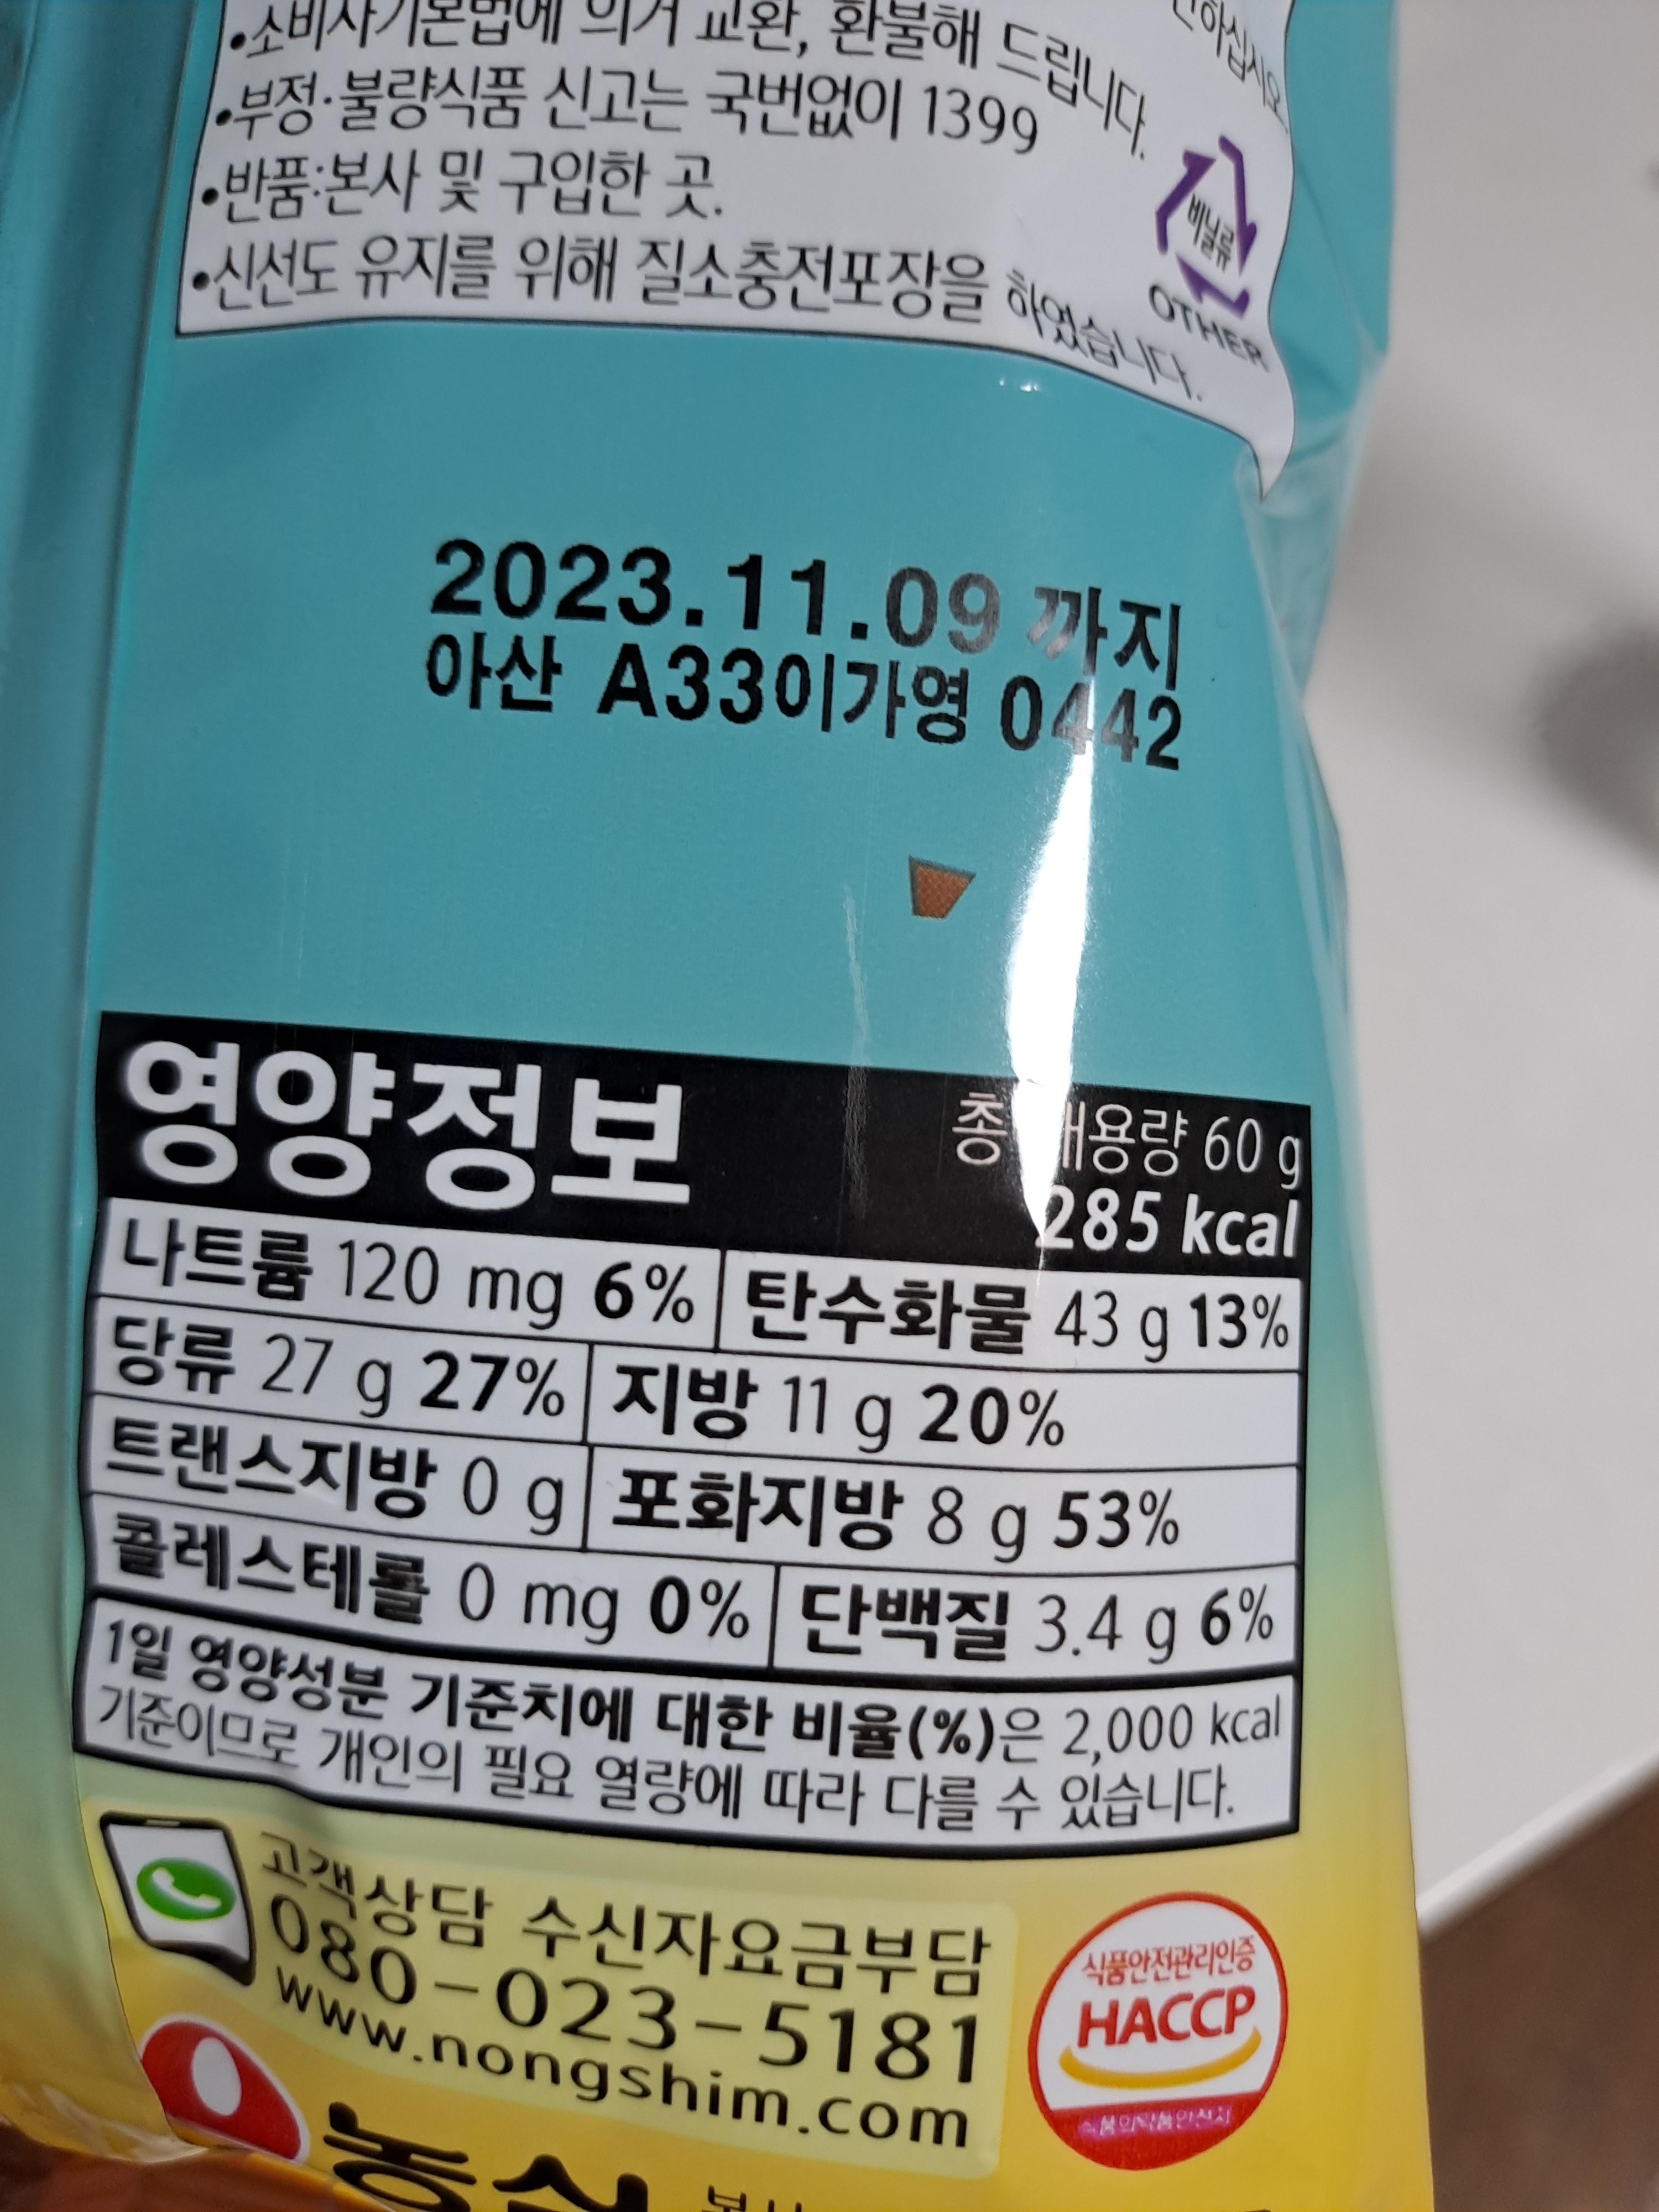 •소비자기본법에 의거 교환, 환불해 드립니다.
•부정·불량식품 신고는 국번없이 1399
•반품:본사 및 구입한 곳.
•신선도 유지를 위해 질소충전포장을 하였습니다.
비닐류
OTHER
2023.11.09 까지
아산 A33이가영 0442
영양정보
총 내용량 60 g
285 kcal
나트륨 120 mg 6% 탄수화물 43 g 13%
당류 27 g 27% 지방 11 g 20%
트랜스지방 0 g 포화지방 8 g 53%
콜레스테롤 0 mg 0% 단백질 3.4 g 6%
1일 영양성분 기준치에 대한 비율(%)은 2,000 kcal
기준이므로 개인의 필요 열량에 따라 다를 수 있습니다.
고객상담 수신자요금부담
080-023-5181
www.nongshim.com
식품안전관리인증
HACCP
식품의약품안전처
농심